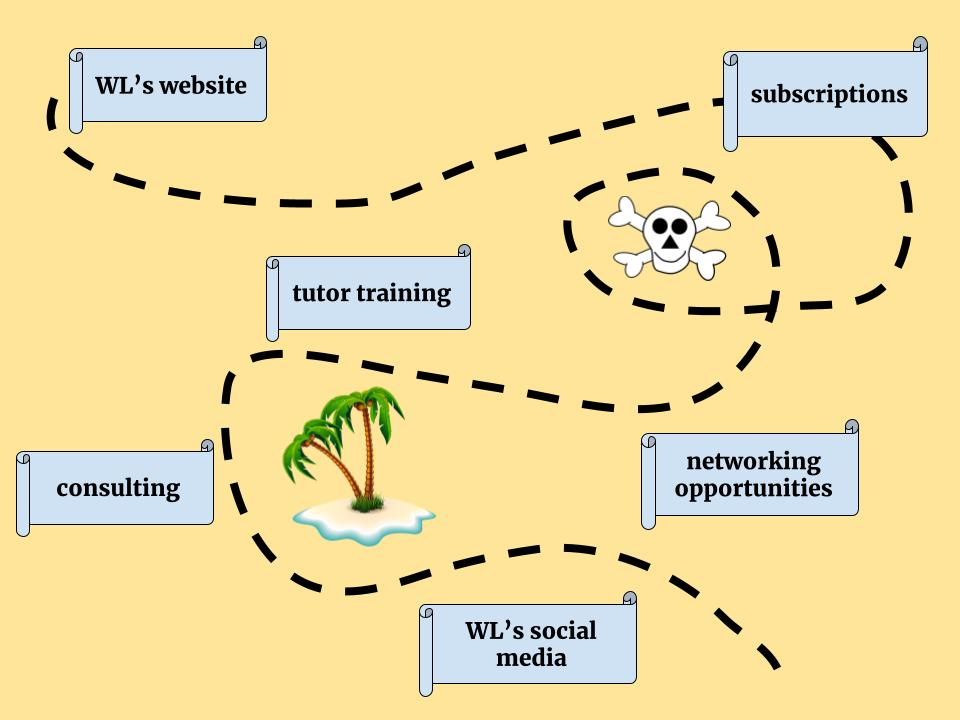 WL’s website
subscriptions
tutor training
networking
opportunities
consulting
WL’s social
media